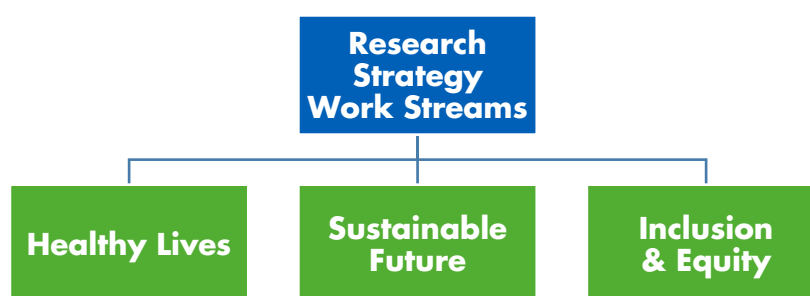 Research
Strategy
Work Streams
Healthy Lives
Sustainable
Future
Inclusion
& Equity